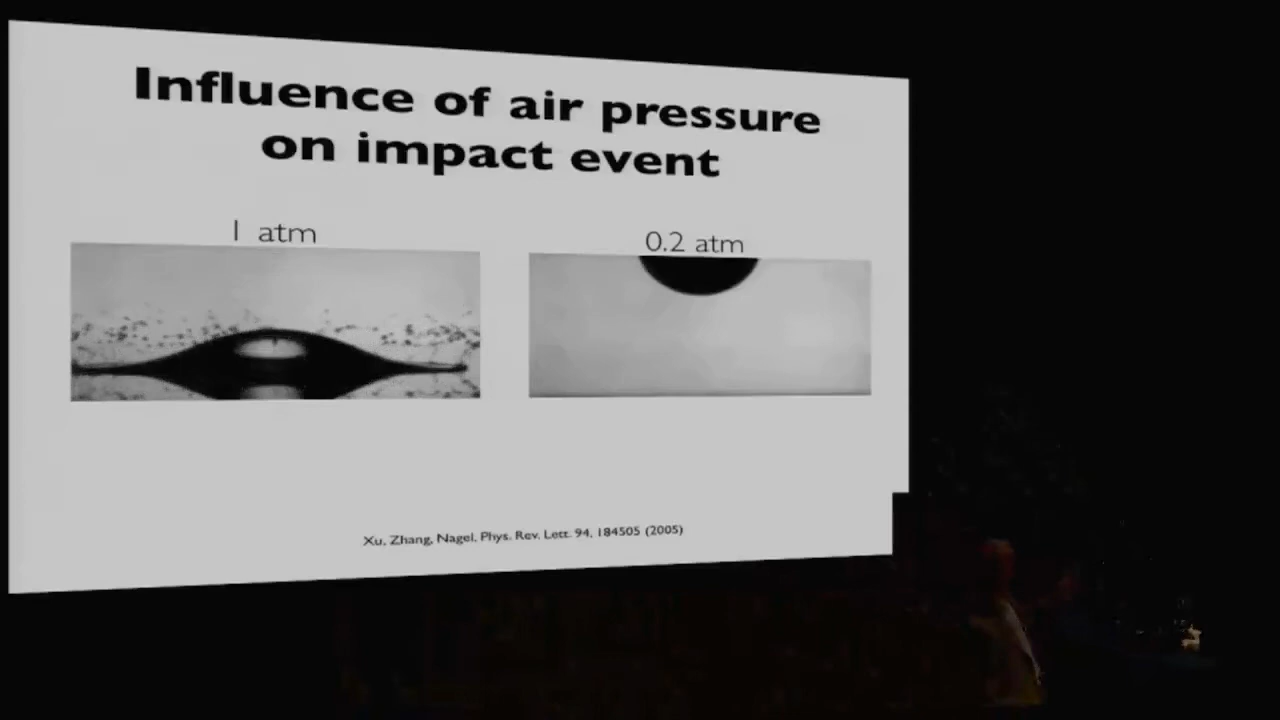 Influence of air pressure
on impact event
1 atm
0.2 atm
Xu, Zhang, Nagel, Phys. Rev. Lett. 94, 184505 (2005)